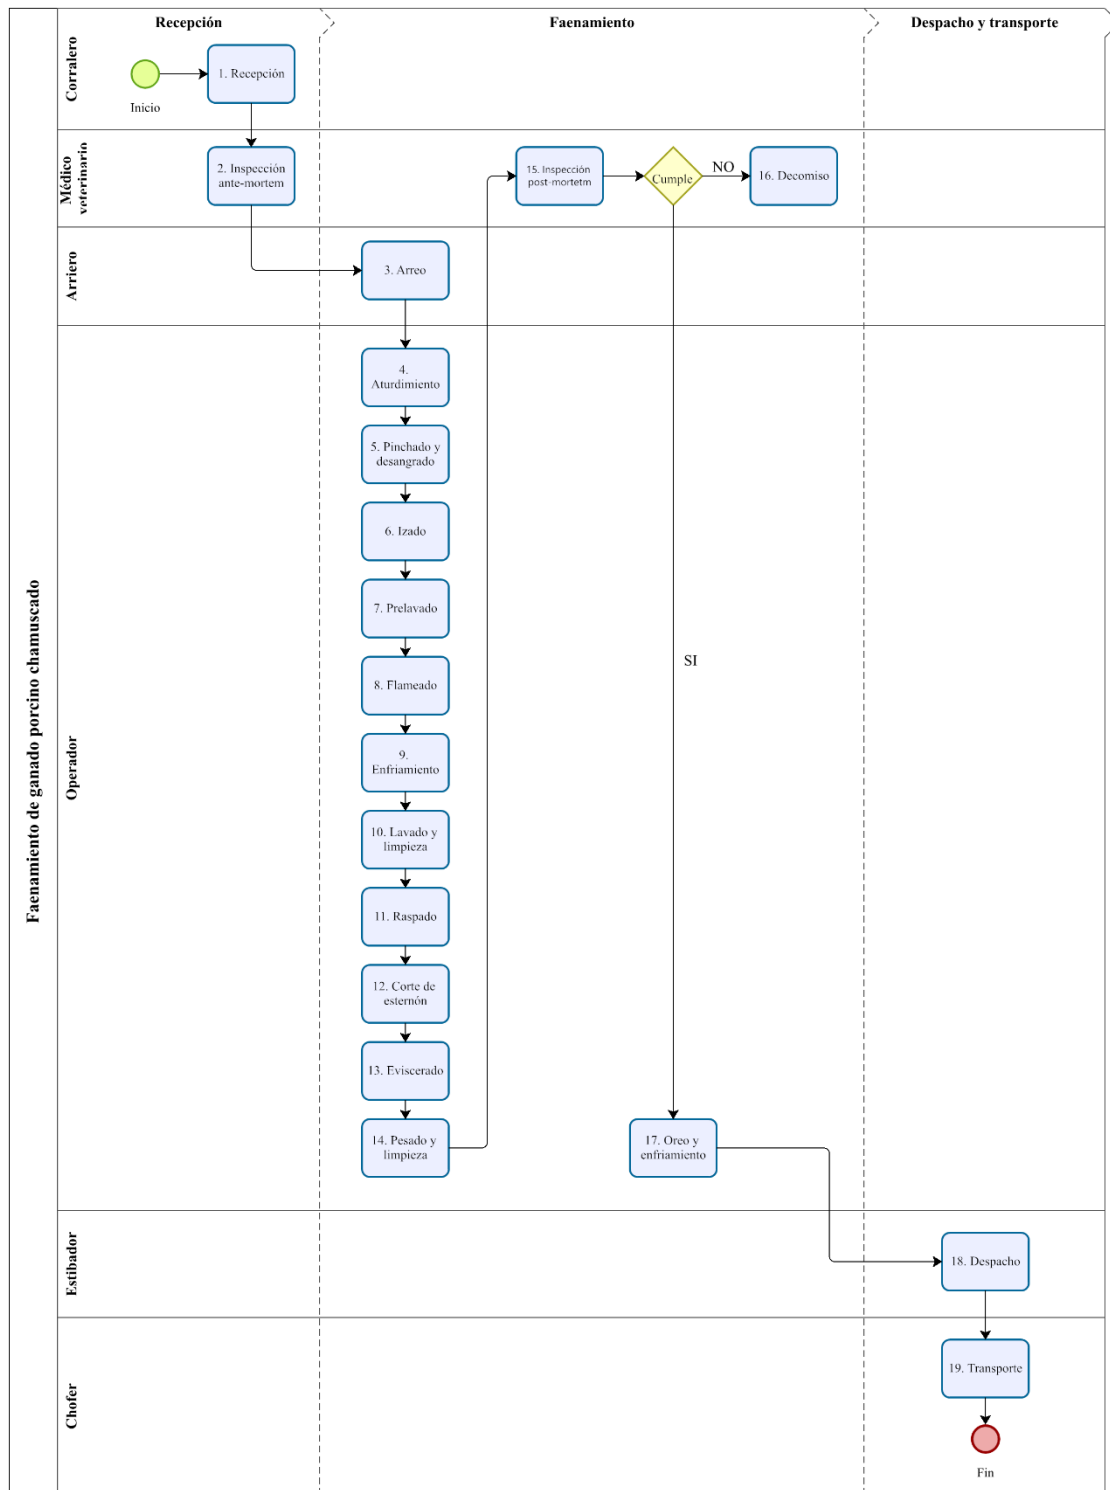 Recepción
Faenamiento
Despacho y transporte
Faenamiento de ganado porcino chamuscado
Corralero
Inicio
1. Recepción
Médico
veterinario
2. Inspección
ante-mortem
15. Inspección
post-mortetm
Cumple
NO
16. Decomiso
Arriero
3. Arreo
Operador
4.
Aturdimiento
5. Pinchado y
desangrado
6. Izado
7. Prelavado
8. Flameado
9.
Enfriamiento
10. Lavado y
limpieza
11. Raspado
12. Corte de
esternón
13. Eviscerado
14. Pesado y
limpieza
SI
17. Oreo y
enfriamiento
Estibador
18. Despacho
Chofer
19. Transporte
Fin